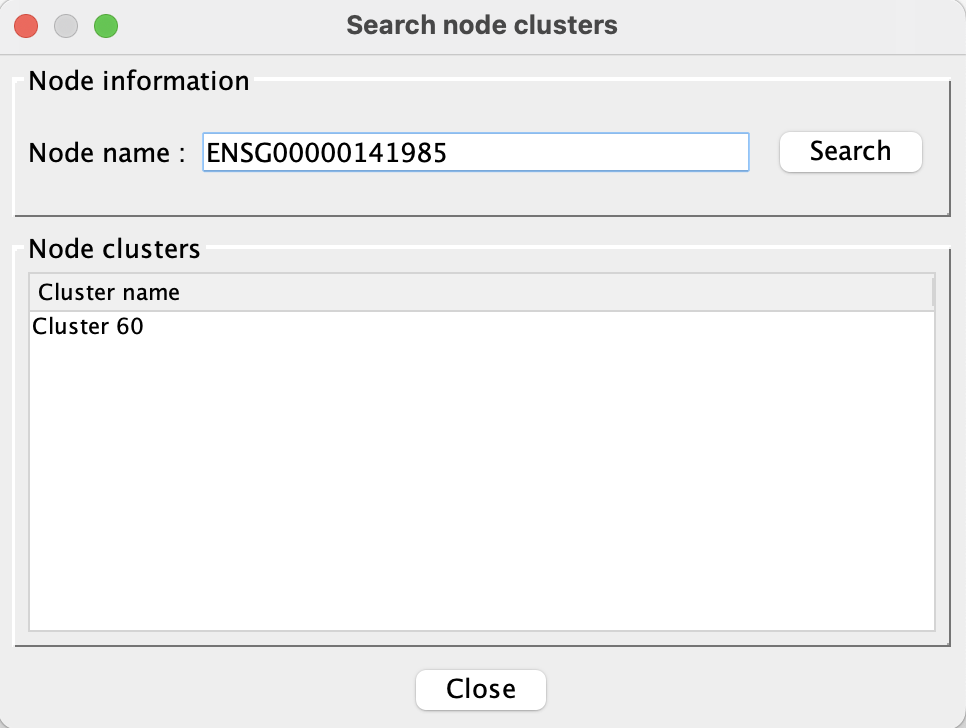 Search node clusters
Node information
Node name : ENSG00000141985 Search
Node clusters
Cluster name
Cluster 60
Close